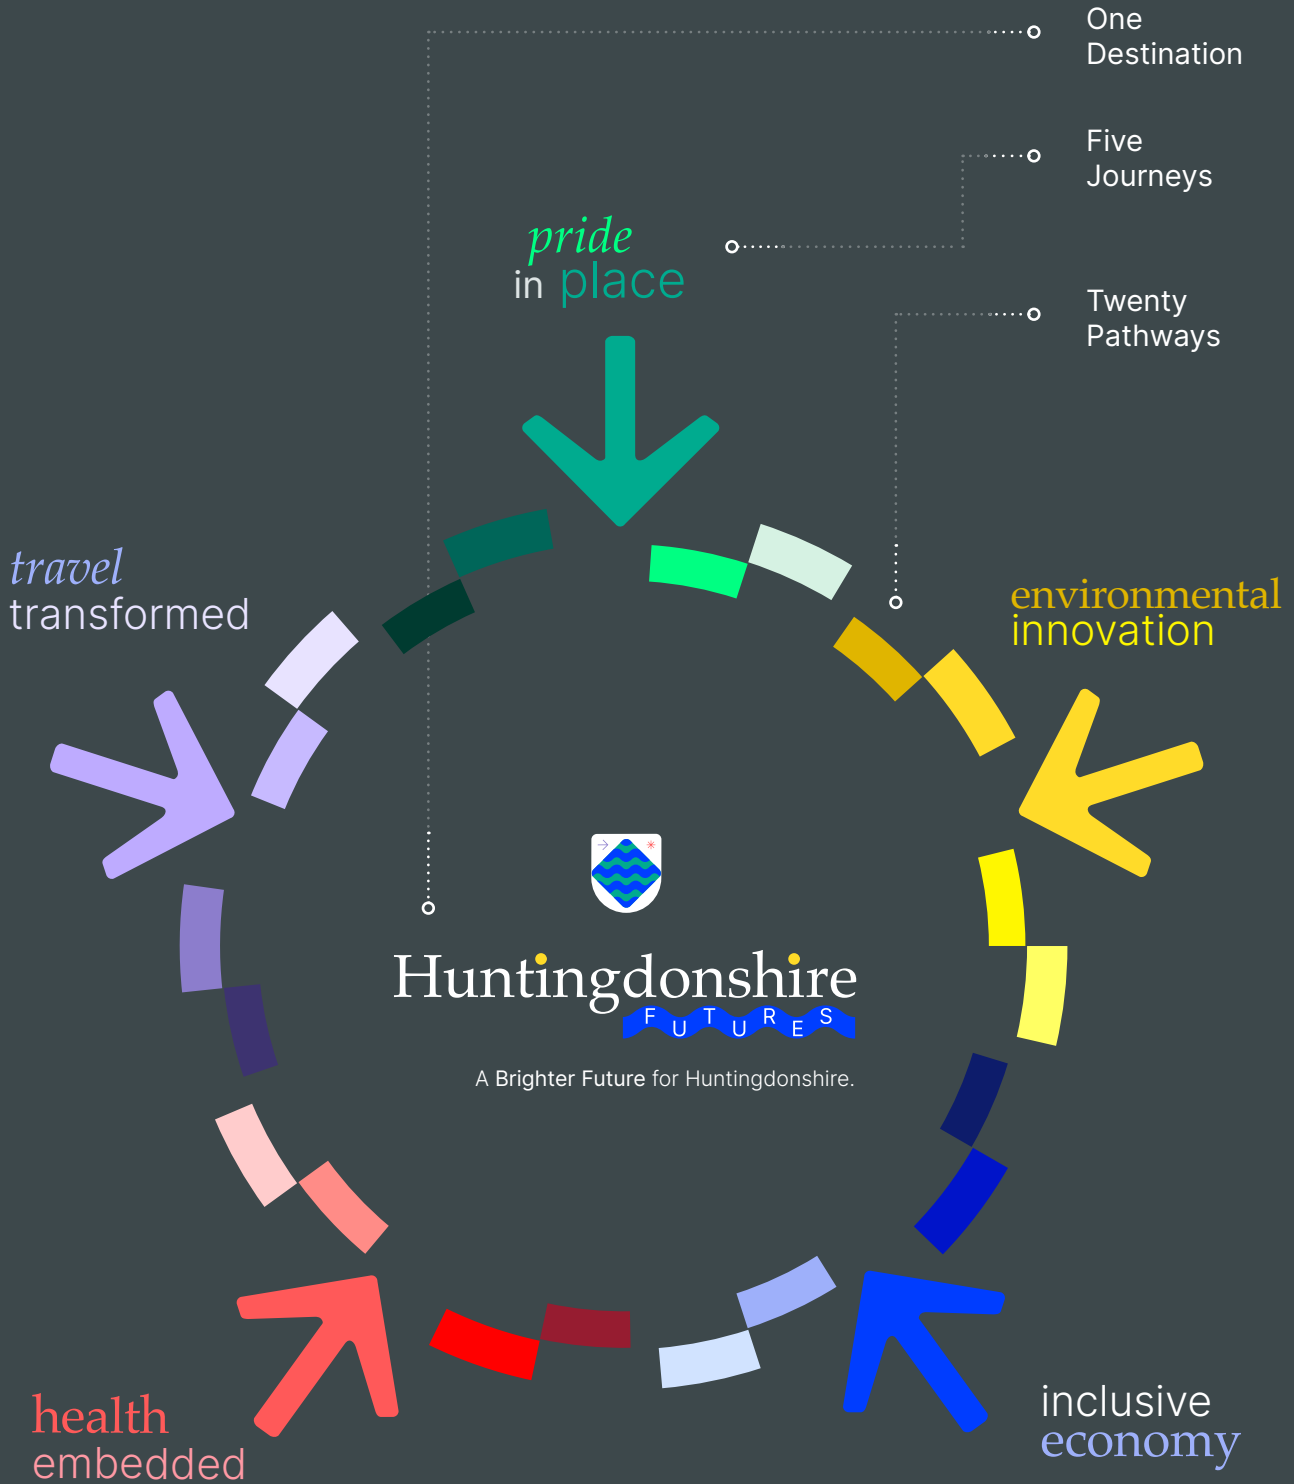 One
Destination
Five
Journeys
pride
in place
Twenty
Pathways
travel
transformed
environmental
innovation
Huntingdonshire
FUTURES
A Brighter Future for Huntingdonshire.
health
embedded
inclusive
economy